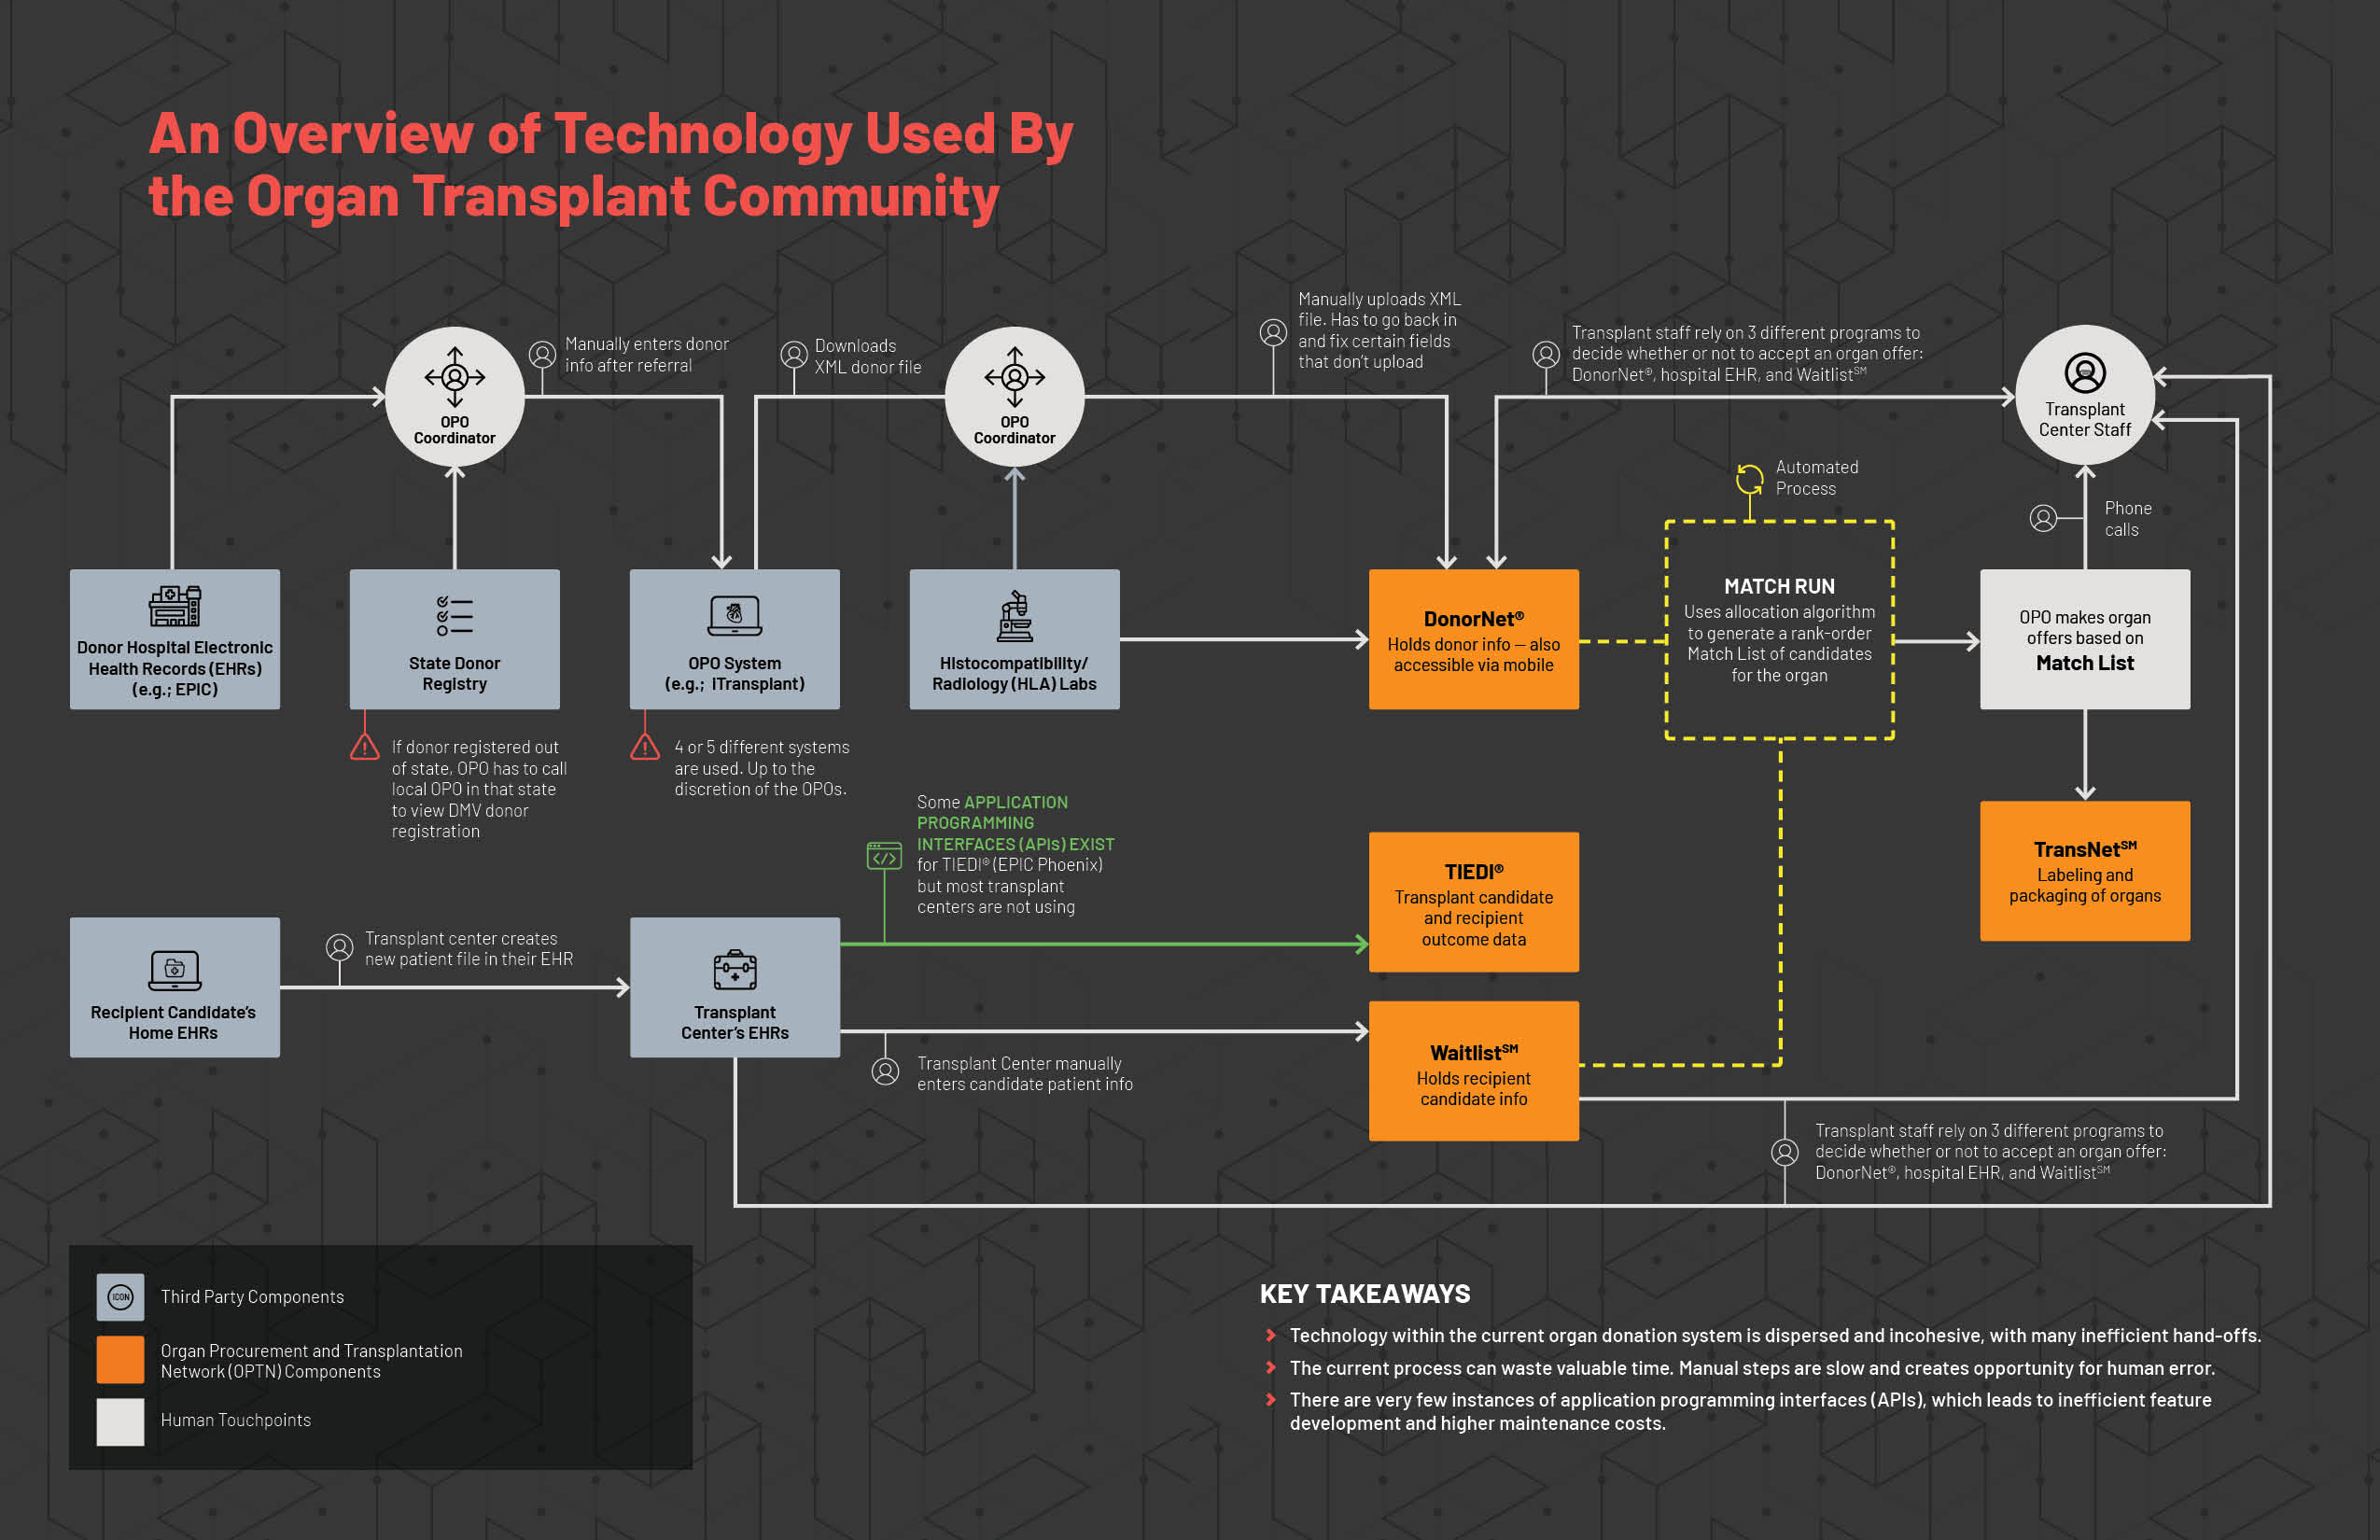 An Overview of Technology Used By
the Organ Transplant Community
OPO
Coordinator
Manually enters donor
info after referral
Downloads
XML donor file
OPO
Coordinator
Manually uploads XML
file. Has to go back in
and fix certain fields
that don't upload
Transplant staff rely on 3 different programs to
decide whether or not to accept an organ offer:
DonorNet®, hospital EHR, and Waitlist℠
Transplant
Center Staff
Automated
Process
Phone
calls
Donor Hospital Electronic
Health Records (EHRs)
(e.g.; EPIC)
State Donor
Registry
OPO System
(e.g.; iTransplant)
Histocompatibility/
Radiology (HLA) Labs
DonorNet®
Holds donor info – also
accessible via mobile
MATCH RUN
Uses allocation algorithm
to generate a rank-order
Match List of candidates
for the organ
OPO makes organ
offers based on
Match List
If donor registered out
of state, OPO has to call
local OPO in that state
to view DMV donor
registration
4 or 5 different systems
are used. Up to the
discretion of the OPOs.
Some APPLICATION
PROGRAMMING
INTERFACES (APIs) EXIST
for TIEDI® (EPIC Phoenix)
but most transplant
centers are not using
TIEDI®
Transplant candidate
and recipient
outcome data
TransNet℠
Labeling and
packaging of organs
Recipient Candidate's
Home EHRs
Transplant center creates
new patient file in their EHR
Transplant
Center's EHRs
Transplant Center manually
enters candidate patient info
Waitlist℠
Holds recipient
candidate info
Transplant staff rely on 3 different programs to
decide whether or not to accept an organ offer:
DonorNet®, hospital EHR, and Waitlist℠
ICON
Third Party Components
Organ Procurement and Transplantation
Network (OPTN) Components
Human Touchpoints
KEY TAKEAWAYS
Technology within the current organ donation system is dispersed and incohesive, with many inefficient hand-offs.
The current process can waste valuable time. Manual steps are slow and creates opportunity for human error.
There are very few instances of application programming interfaces (APIs), which leads to inefficient feature
development and higher maintenance costs.